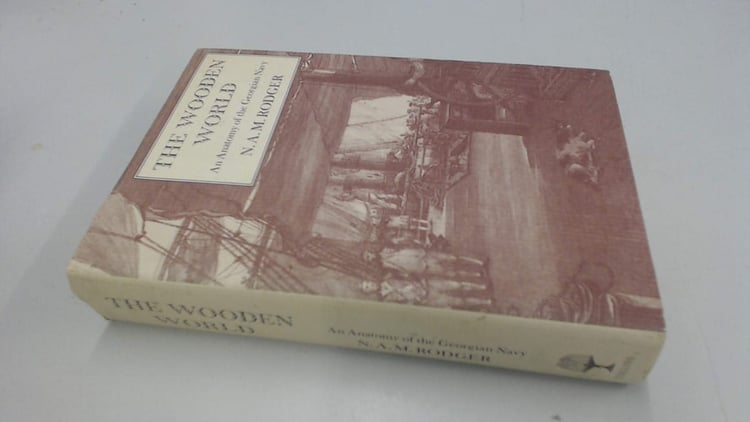 THE WOODEN
WORLD
An Anatomy of the Georgian Navy
N.A.M. RODGER
THE WOODEN
WORLD
An Anatomy of the Georgian Navy
N.A.M. RODGER